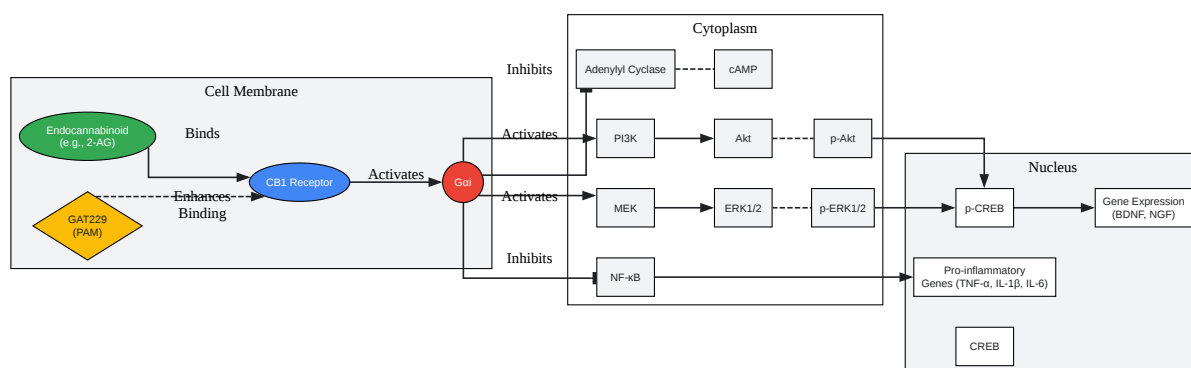 Cytoplasm
Inhibits
Adenylyl Cyclase
cAMP
Cell Membrane
Endocannabinoid
(e.g., 2-AG)
Binds
Activates
PI3K
Akt
p-Akt
Nucleus
CB1 Receptor
Activates
Gαi
Enhances
Binding
GAT229
(PAM)
Activates
MEK
ERK1/2
p-ERK1/2
p-CREB
Gene Expression
(BDNF, NGF)
Inhibits
NF-κB
Pro-inflammatory
Genes (TNF-α, IL-1β, IL-6)
CREB